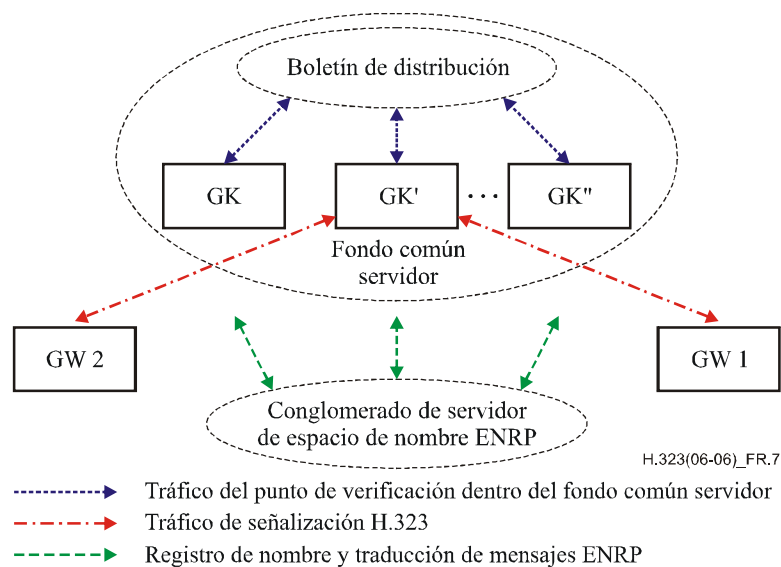 Boletín de distribución
GK
GK'
...
GK"
Fondo común
servidor
GW 2
GW 1
Conglomerado de servidor
de espacio de nombre ENRP
H.323(06-06)_FR.7
Tráfico del punto de verificación dentro del fondo común servidor
Tráfico de señalización H.323
Registro de nombre y traducción de mensajes ENRP